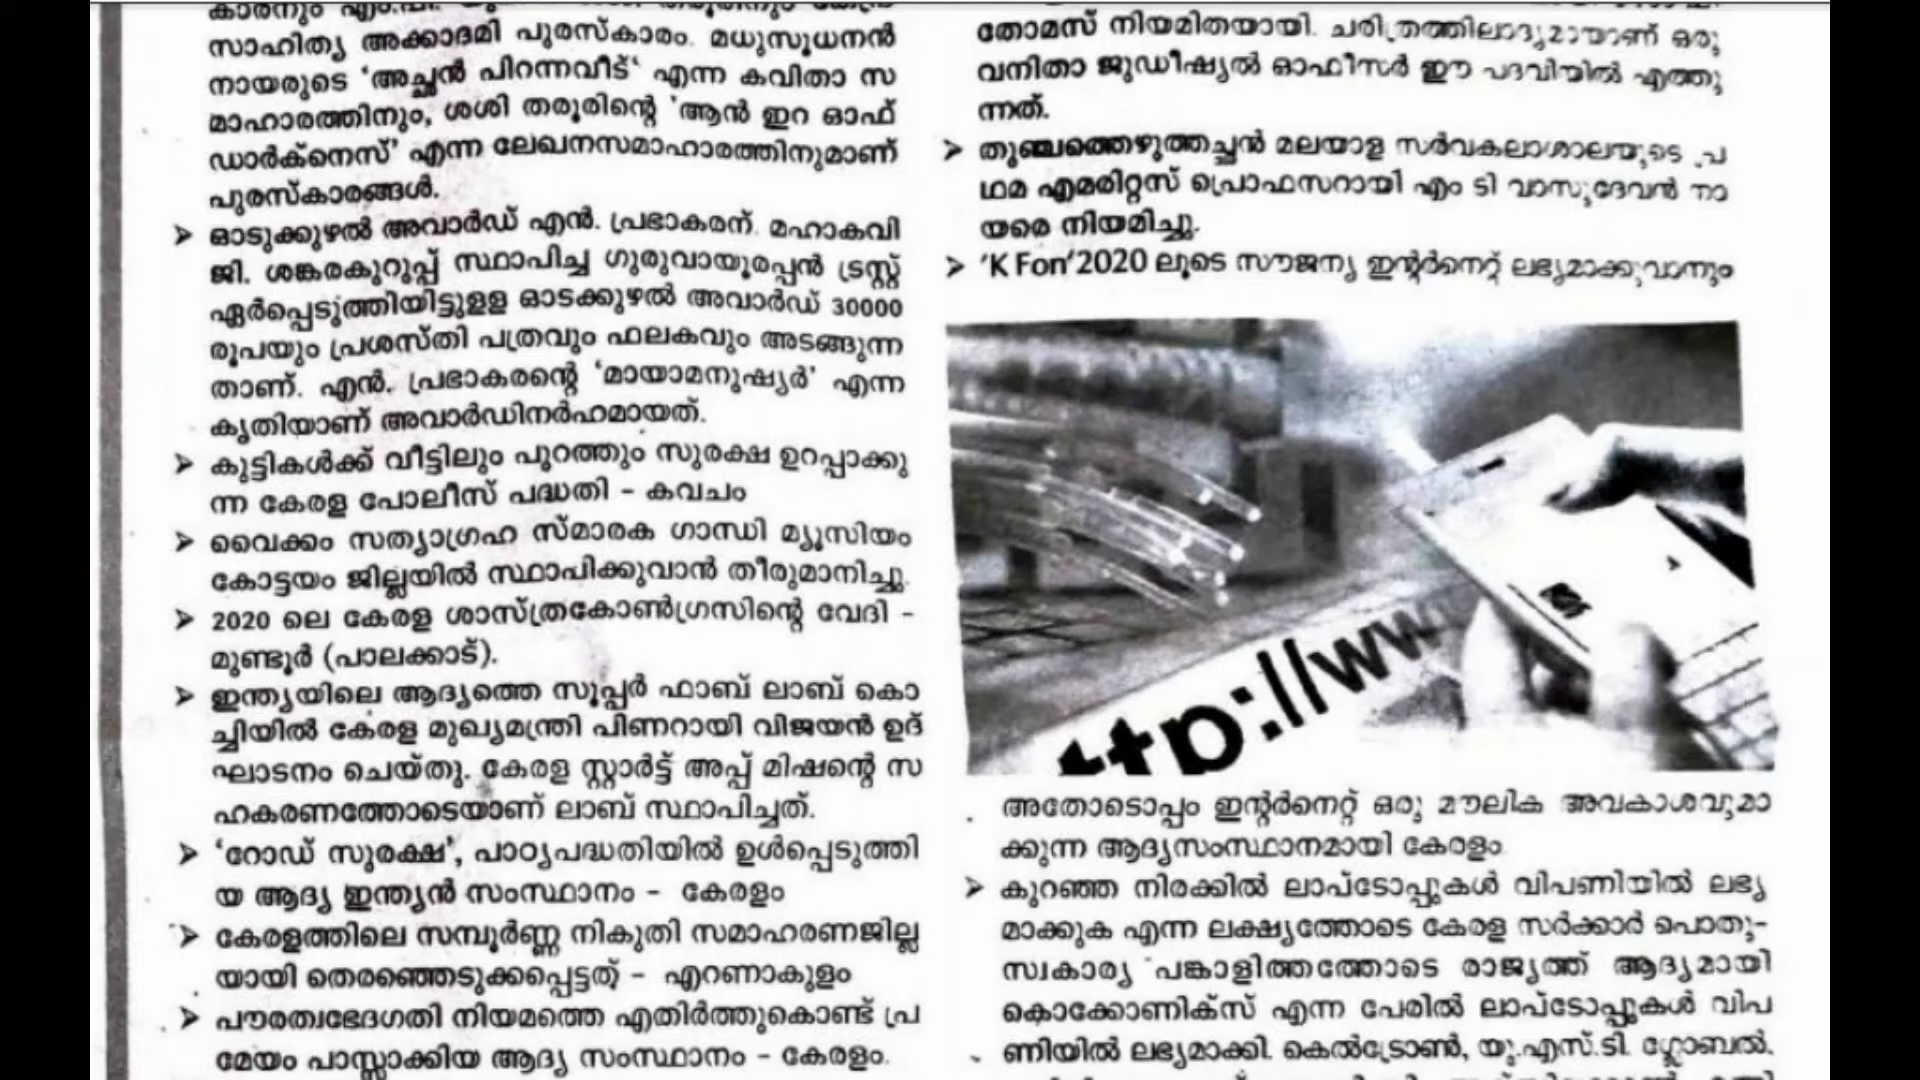 സാഹിത്യ അക്കാദമി പുരസ്കാരം. മധുസൂധനൻ
നായരുടെ 'അച്ഛൻ പിറന്നവീട്' എന്ന കവിതാ സ
മാഹാരത്തിനും, ശശി തരൂരിന്റെ 'ആൻ ഇറ ഓഫ്
ഡാർക്നെസ്' എന്ന ലേഖനസമാഹാരത്തിനുമാണ്
പുരസ്കാരങ്ങൾ.
➤ ഓടുക്കുഴൽ അവാർഡ് എൻ. പ്രഭാകരന്. മഹാകവി
ജി. ശങ്കരകുറുപ്പ് സ്ഥാപിച്ച ഗുരുവായൂരപ്പൻ ട്രസ്റ്റ്
ഏർപ്പെടുത്തിയിട്ടുളള ഓടക്കുഴൽ അവാർഡ് 30000
രൂപയും പ്രശസ്തി പത്രവും ഫലകവും അടങ്ങുന്ന
താണ്. എൻ. പ്രഭാകരന്റെ 'മായാമനുഷ്യർ' എന്ന
കൃതിയാണ് അവാർഡിനർഹമായത്.
➤ കുട്ടികൾക്ക് വീട്ടിലും പുറത്തും സുരക്ഷ ഉറപ്പാക്കു
ന്ന കേരള പോലീസ് പദ്ധതി - കവചം
➤ വൈക്കം സത്യാഗ്രഹ സ്മാരക ഗാന്ധി മ്യൂസിയം
കോട്ടയം ജില്ലയിൽ സ്ഥാപിക്കുവാൻ തീരുമാനിച്ചു.
➤ 2020 ലെ കേരള ശാസ്ത്രകോൺഗ്രസിന്റെ വേദി -
മുണ്ടൂർ (പാലക്കാട്).
➤ ഇന്ത്യയിലെ ആദ്യത്തെ സൂപ്പർ ഫാബ് ലാബ് കൊ
ച്ചിയിൽ കേരള മുഖ്യമന്ത്രി പിണറായി വിജയൻ ഉദ്
ഘാടനം ചെയ്തു. കേരള സ്റ്റാർട്ട് അപ്പ് മിഷന്റെ സ
ഹകരണത്തോടെയാണ് ലാബ് സ്ഥാപിച്ചത്.
➤ 'റോഡ് സുരക്ഷ', പാഠ്യപദ്ധതിയിൽ ഉൾപ്പെടുത്തി
യ ആദ്യ ഇന്ത്യൻ സംസ്ഥാനം - കേരളം
➤ കേരളത്തിലെ സമ്പൂർണ്ണ നികുതി സമാഹരണജില്ല
യായി തെരഞ്ഞെടുക്കപ്പെട്ടത് - എറണാകുളം
➤ പൗരത്വഭേദഗതി നിയമത്തെ എതിർത്തുകൊണ്ട് പ്ര
മേയം പാസ്സാക്കിയ ആദ്യ സംസ്ഥാനം - കേരളം.
തോമസ് നിയമിതയായി. ചരിത്രത്തിലാദ്യമായാണ് ഒരു
വനിതാ ജുഡീഷ്യൽ ഓഫീസർ ഈ പദവിയിൽ എത്തു
ന്നത്.
➤ തുഞ്ചത്തെഴുത്തച്ഛൻ മലയാള സർവകലാശാലയുടെ പ്ര
ഥമ എമരിറ്റസ് പ്രൊഫസറായി എം ടി വാസുദേവൻ നാ
യരെ നിയമിച്ചു.
➤ 'K Fon'2020 ലൂടെ സൗജന്യ ഇന്റർനെറ്റ് ലഭ്യമാക്കുവാനും
ttp://ww
അതോടൊപ്പം ഇന്റർനെറ്റ് ഒരു മൗലിക അവകാശവുമാ
ക്കുന്ന ആദ്യസംസ്ഥാനമായി കേരളം
➤ കുറഞ്ഞ നിരക്കിൽ ലാപ്ടോപ്പുകൾ വിപണിയിൽ ലഭ്യ
മാക്കുക എന്ന ലക്ഷ്യത്തോടെ കേരള സർക്കാർ പൊതു-
സ്വകാര്യ പങ്കാളിത്തത്തോടെ രാജ്യത്ത് ആദ്യമായി
കൊക്കോണിക്സ് എന്ന പേരിൽ ലാപ്ടോപ്പുകൾ വിപ
ണിയിൽ ലഭ്യമാക്കി. കെൽട്രോൺ, യു.എസ്.ടി. ഗ്ലോബൽ.